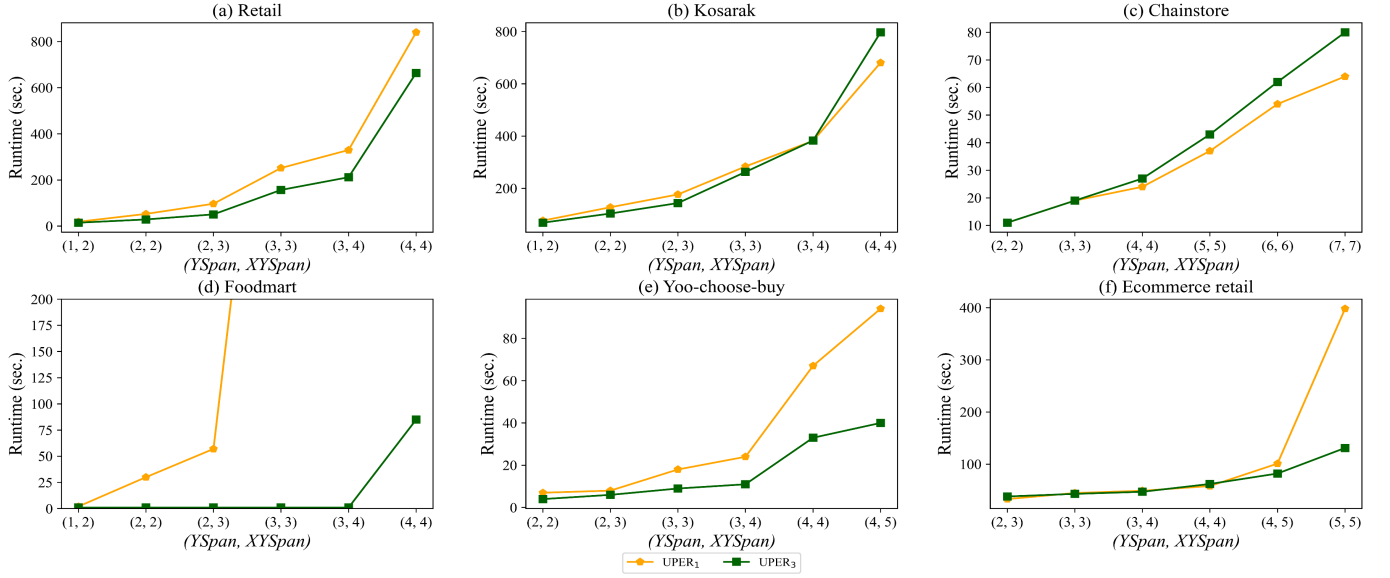 (a) Retail
Runtime (sec.)
800
600
400
200
0
(1, 2) (2, 2) (2, 3) (3, 3) (3, 4) (4, 4)
(YSpan, XYSpan)
(b) Kosarak
Runtime (sec.)
800
600
400
200
(1, 2) (2, 2) (2, 3) (3, 3) (3, 4) (4, 4)
(YSpan, XYSpan)
(c) Chainstore
Runtime (sec.)
80
70
60
50
40
30
20
10
(2, 2) (3, 3) (4, 4) (5, 5) (6, 6) (7, 7)
(YSpan, XYSpan)
(d) Foodmart
Runtime (sec.)
200
175
150
125
100
75
50
25
0
(1, 2) (2, 2) (2, 3) (3, 3) (3, 4) (4, 4)
(YSpan, XYSpan)
(e) Yoo-choose-buy
Runtime (sec.)
80
60
40
20
0
(2, 2) (2, 3) (3, 3) (3, 4) (4, 4) (4, 5)
(YSpan, XYSpan)
(f) Ecommerce retail
Runtime (sec.)
400
300
200
100
(2, 3) (3, 3) (3, 4) (4, 4) (4, 5) (5, 5)
(YSpan, XYSpan)
UPER₁ UPER₃